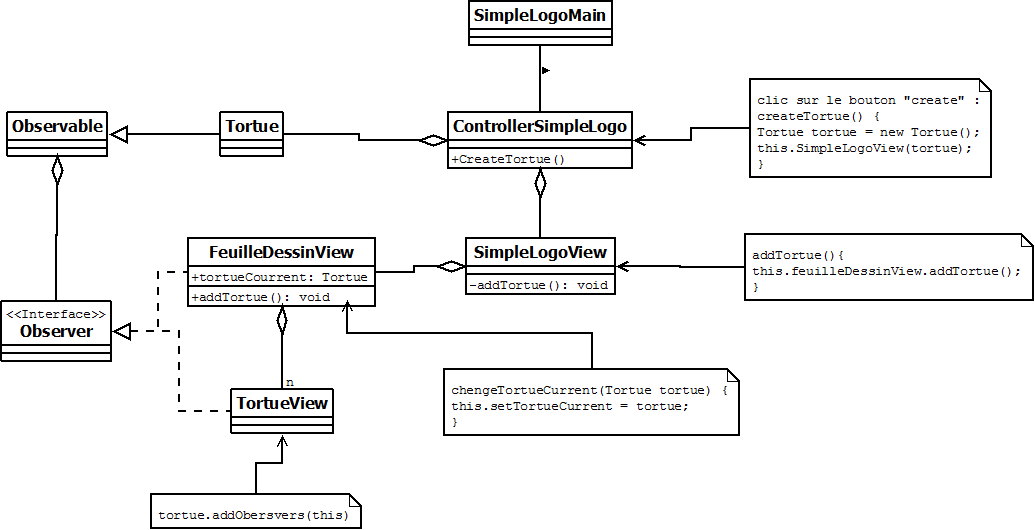 SimpleLogoMain
clic sur le bouton "create" :
createTortue() {
Tortue tortue = new Tortue();
this.SimpleLogoView(tortue);
}
Observable
Tortue
ControllerSimpleLogo
+CreateTortue()
FeuilleDessinView
+tortueCourrent: Tortue
+addTortue(): void
SimpleLogoView
-addTortue(): void
addTortue(){
this.feuilleDessinView.addTortue();
}
<<Interface>>
Observer
n
TortueView
chengeTortueCurrent(Tortue tortue) {
this.setTortueCurrent = tortue;
}
tortue.addObersvers(this)